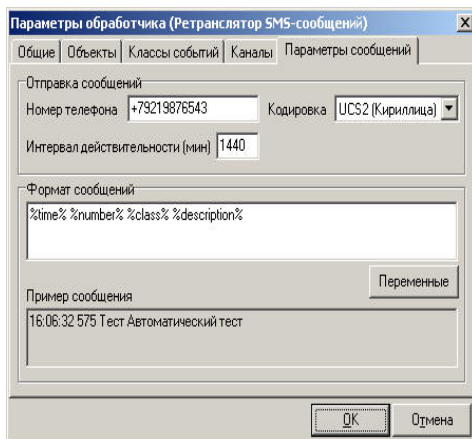 Параметры обработчика (Ретранслятор SMS-сообщений)
Общие Объекты Классы событий Каналы Параметры сообщений
Отправка сообщений
Номер телефона +79219876543 Кодировка UCS2 (Кириллица)
Интервал действительности (мин) 1440
Формат сообщений
%time% %number% %class% %description%
Переменные
Пример сообщения
16:06:32 575 Тест Автоматический тест
OK Отмена